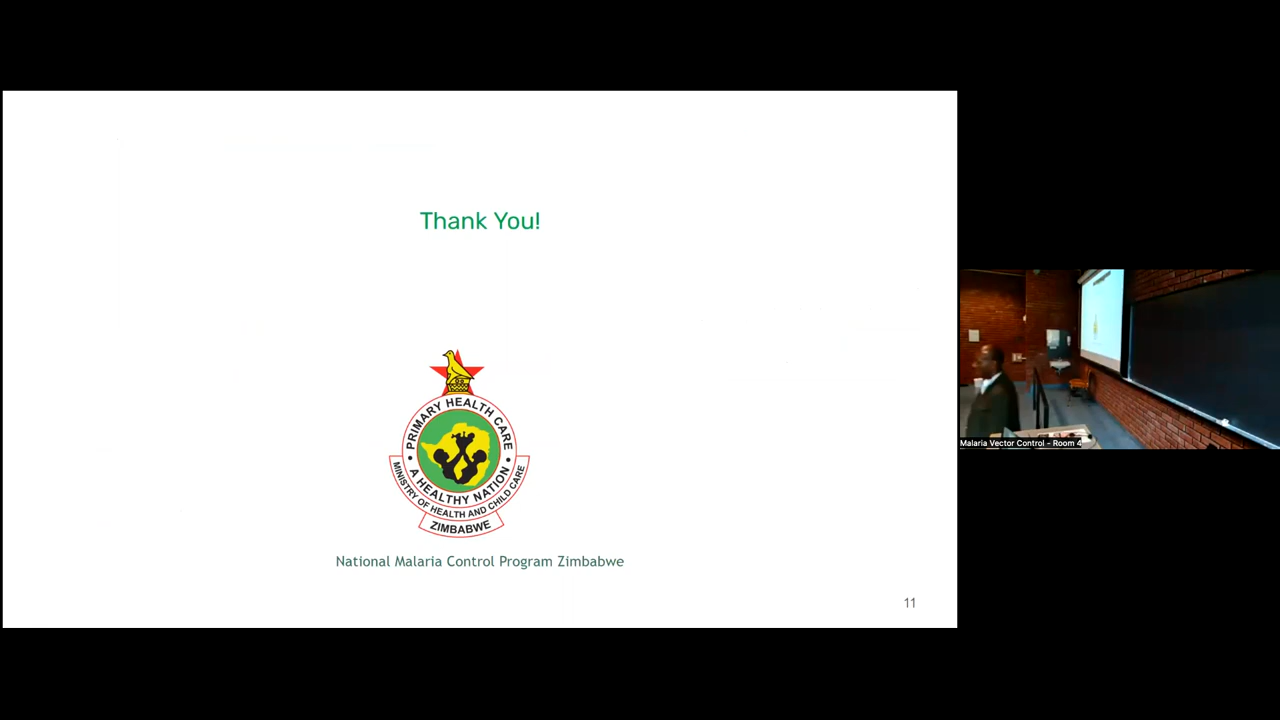 Thank You!
PRIMARY HEALTH CARE
A HEALTHY NATION
MINISTRY OF HEALTH AND CHILD CARE
ZIMBABWE
National Malaria Control Program Zimbabwe
11
Malaria Vector Control - Room 4